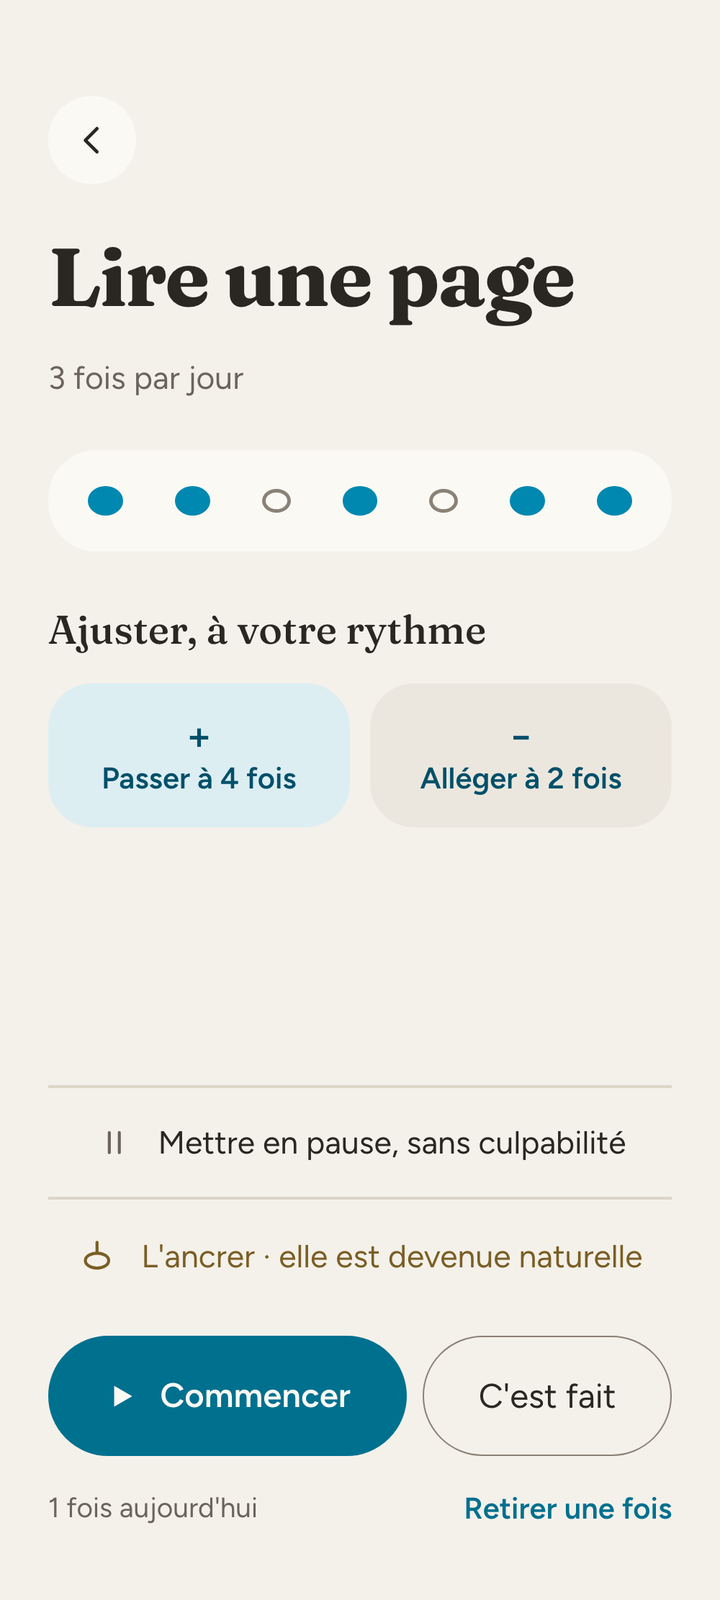 Lire une page
3 fois par jour
Ajuster, à votre rythme
+
Passer à 4 fois
−
Alléger à 2 fois
Mettre en pause, sans culpabilité
L'ancrer · elle est devenue naturelle
Commencer
C'est fait
1 fois aujourd'hui
Retirer une fois